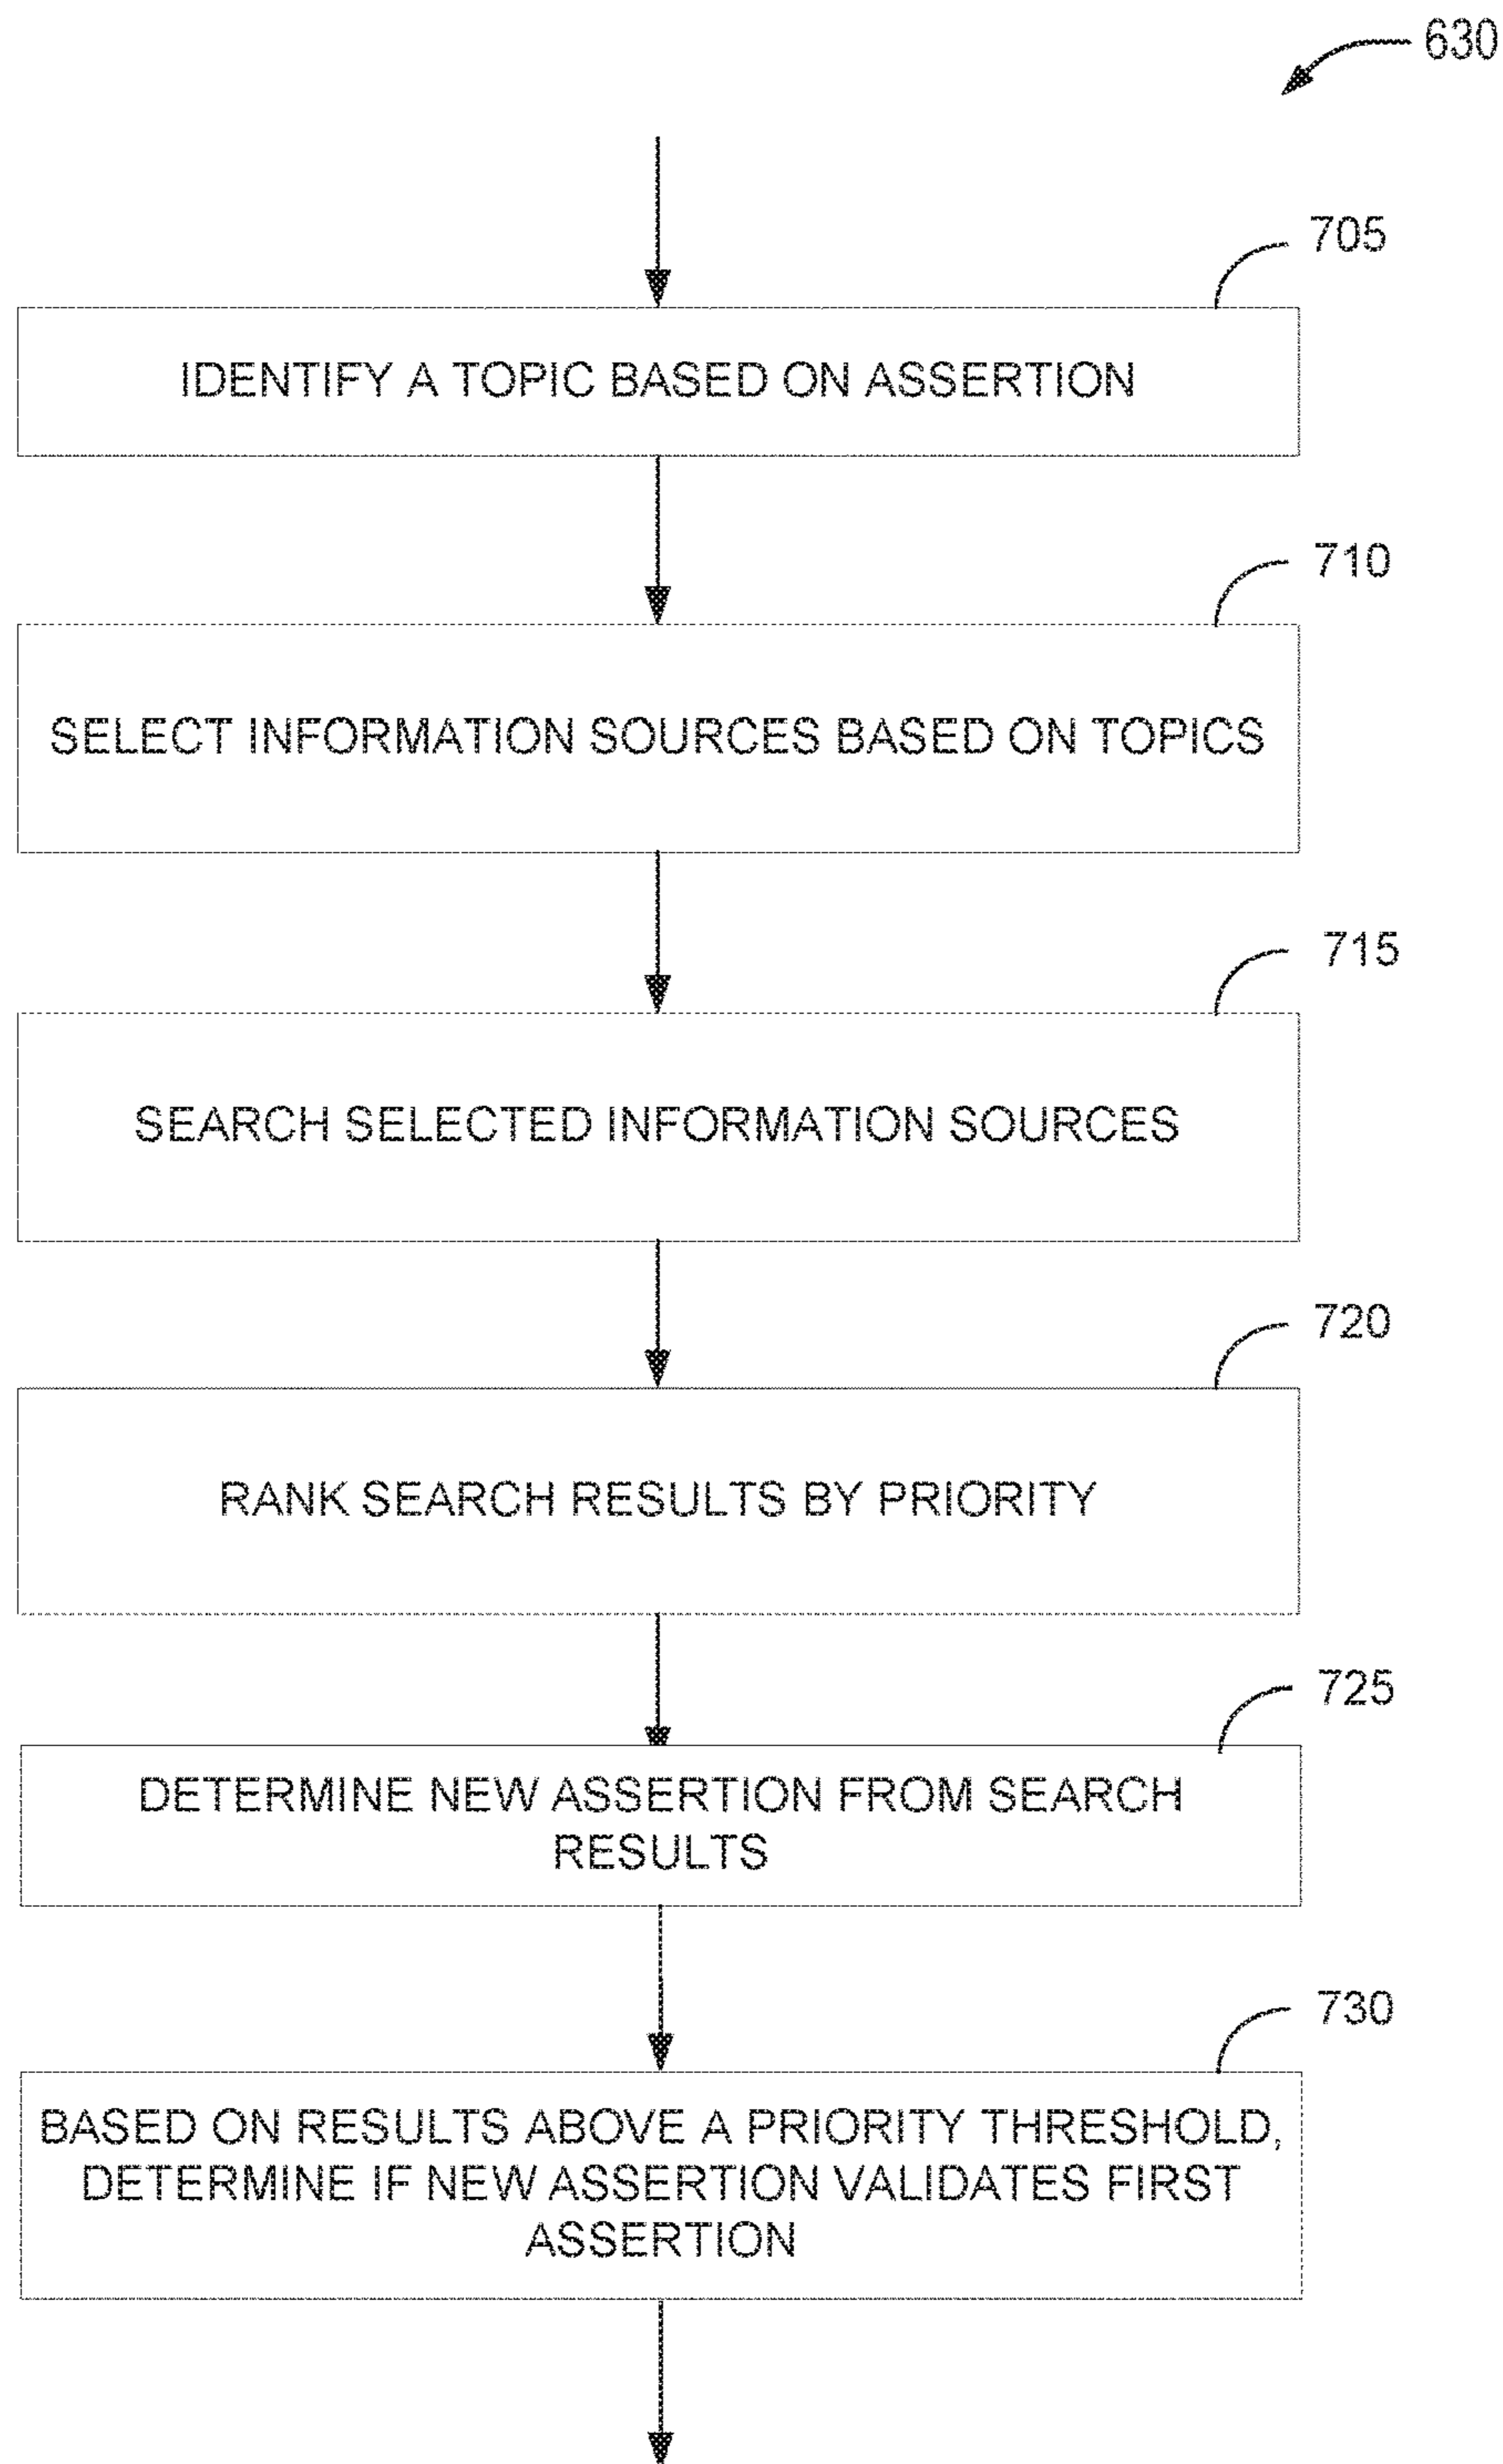 630
705
IDENTIFY A TOPIC BASED ON ASSERTION
710
SELECT INFORMATION SOURCES BASED ON TOPICS
715
SEARCH SELECTED INFORMATION SOURCES
720
RANK SEARCH RESULTS BY PRIORITY
725
DETERMINE NEW ASSERTION FROM SEARCH
RESULTS
730
BASED ON RESULTS ABOVE A PRIORITY THRESHOLD,
DETERMINE IF NEW ASSERTION VALIDATES FIRST
ASSERTION